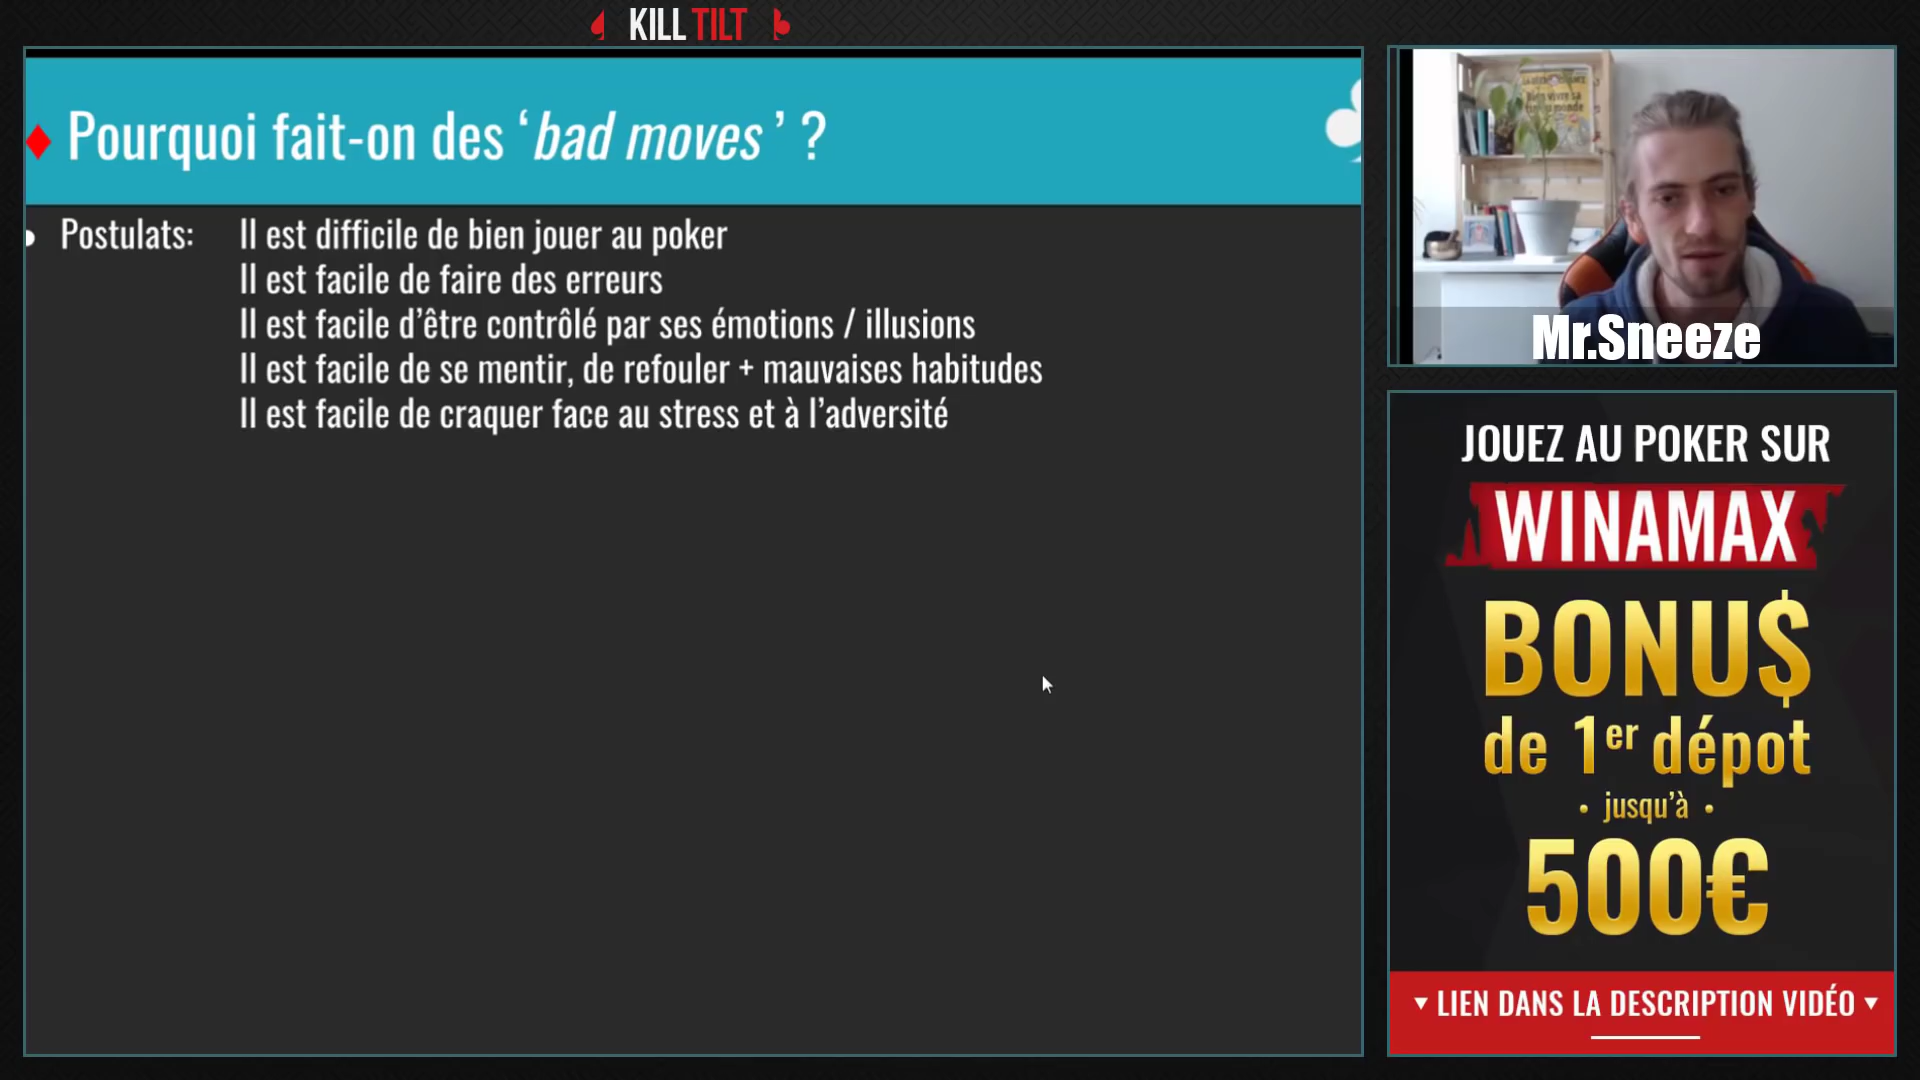 KILL TILT
Pourquoi fait-on des ‘bad moves ’ ?
Postulats: Il est difficile de bien jouer au poker
Il est facile de faire des erreurs
Il est facile d’être contrôlé par ses émotions / illusions
Il est facile de se mentir, de refouler + mauvaises habitudes
Il est facile de craquer face au stress et à l’adversité
Bien vivre sa
Mr.Sneeze
JOUEZ AU POKER SUR
WINAMAX
BONU$
de 1er dépot
• jusqu’à •
500€
▼ LIEN DANS LA DESCRIPTION VIDÉO ▼